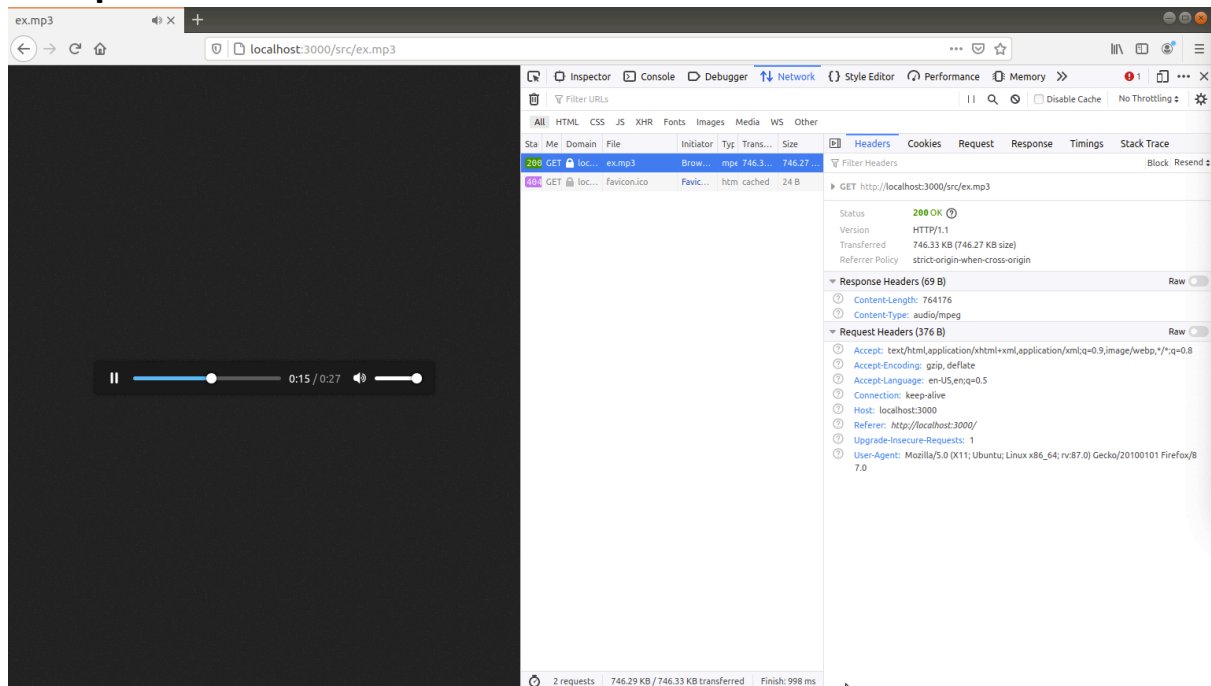 ex.mp3
localhost:3000/src/ex.mp3
Inspector Console Debugger Network Style Editor Performance Memory 1
Filter URLs Disable Cache No Throttling
All HTML CSS JS XHR Fonts Images Media WS Other
Sta Me Domain File Initiator Typ Trans... Size Headers Cookies Request Response Timings Stack Trace
200 GET loc... ex.mp3 Brow... mpe 746.3... 746.27 ... Filter Headers Block Resend
404 GET loc... favicon.ico Favic... htm cached 24 B
GET http://localhost:3000/src/ex.mp3
Status 200 OK
Version HTTP/1.1
Transferred 746.33 KB (746.27 KB size)
Referrer Policy strict-origin-when-cross-origin
Response Headers (69 B) Raw
Content-Length: 764176
Content-Type: audio/mpeg
Request Headers (376 B) Raw
Accept: text/html,application/xhtml+xml,application/xml;q=0.9,image/webp,*/*;q=0.8
Accept-Encoding: gzip, deflate
Accept-Language: en-US,en;q=0.5
Connection: keep-alive
Host: localhost:3000
Referer: http://localhost:3000/
Upgrade-Insecure-Requests: 1
User-Agent: Mozilla/5.0 (X11; Ubuntu; Linux x86_64; rv:87.0) Gecko/20100101 Firefox/8
7.0
0:15 / 0:27
2 requests 746.29 KB / 746.33 KB transferred Finish: 998 ms